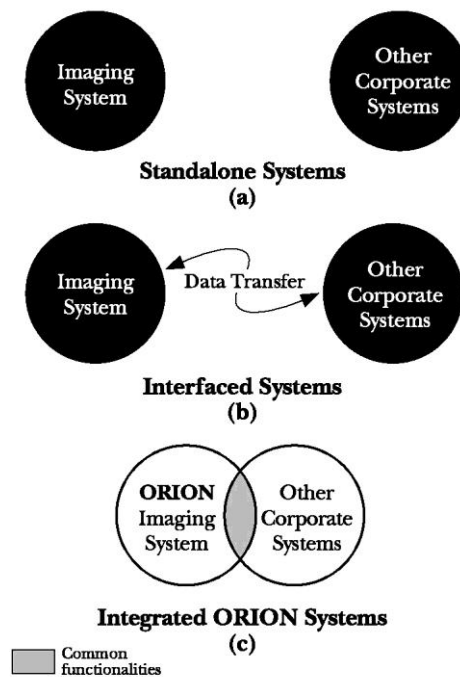 Imaging
System
Other
Corporate
Systems
Standalone Systems
(a)
Imaging
System
Data Transfer
Other
Corporate
Systems
Interfaced Systems
(b)
ORION
Imaging
System
Other
Corporate
Systems
Integrated ORION Systems
(c)
Common
functionalities